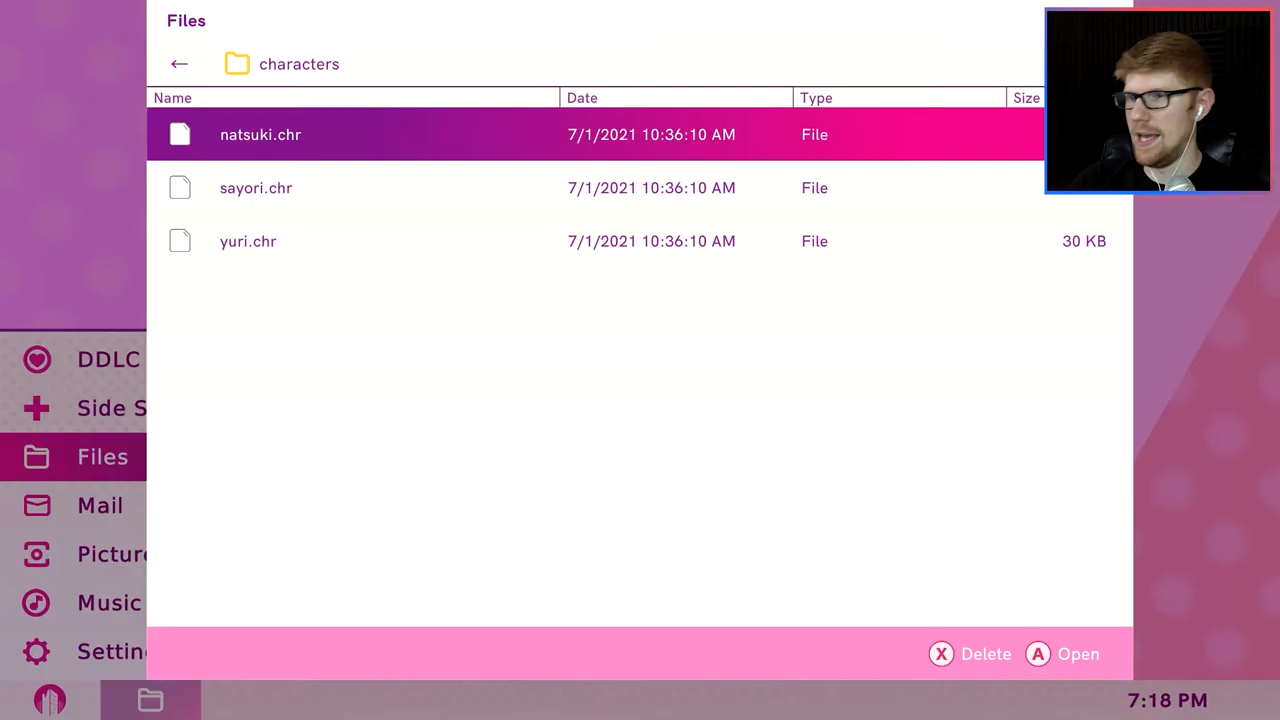 Files
← characters
Name Date Type Size
natsuki.chr 7/1/2021 10:36:10 AM File
sayori.chr 7/1/2021 10:36:10 AM File
yuri.chr 7/1/2021 10:36:10 AM File 30 KB
DDLC
Side S
Files
Mail
Picture
Music
Settin
X Delete A Open
7:18 PM